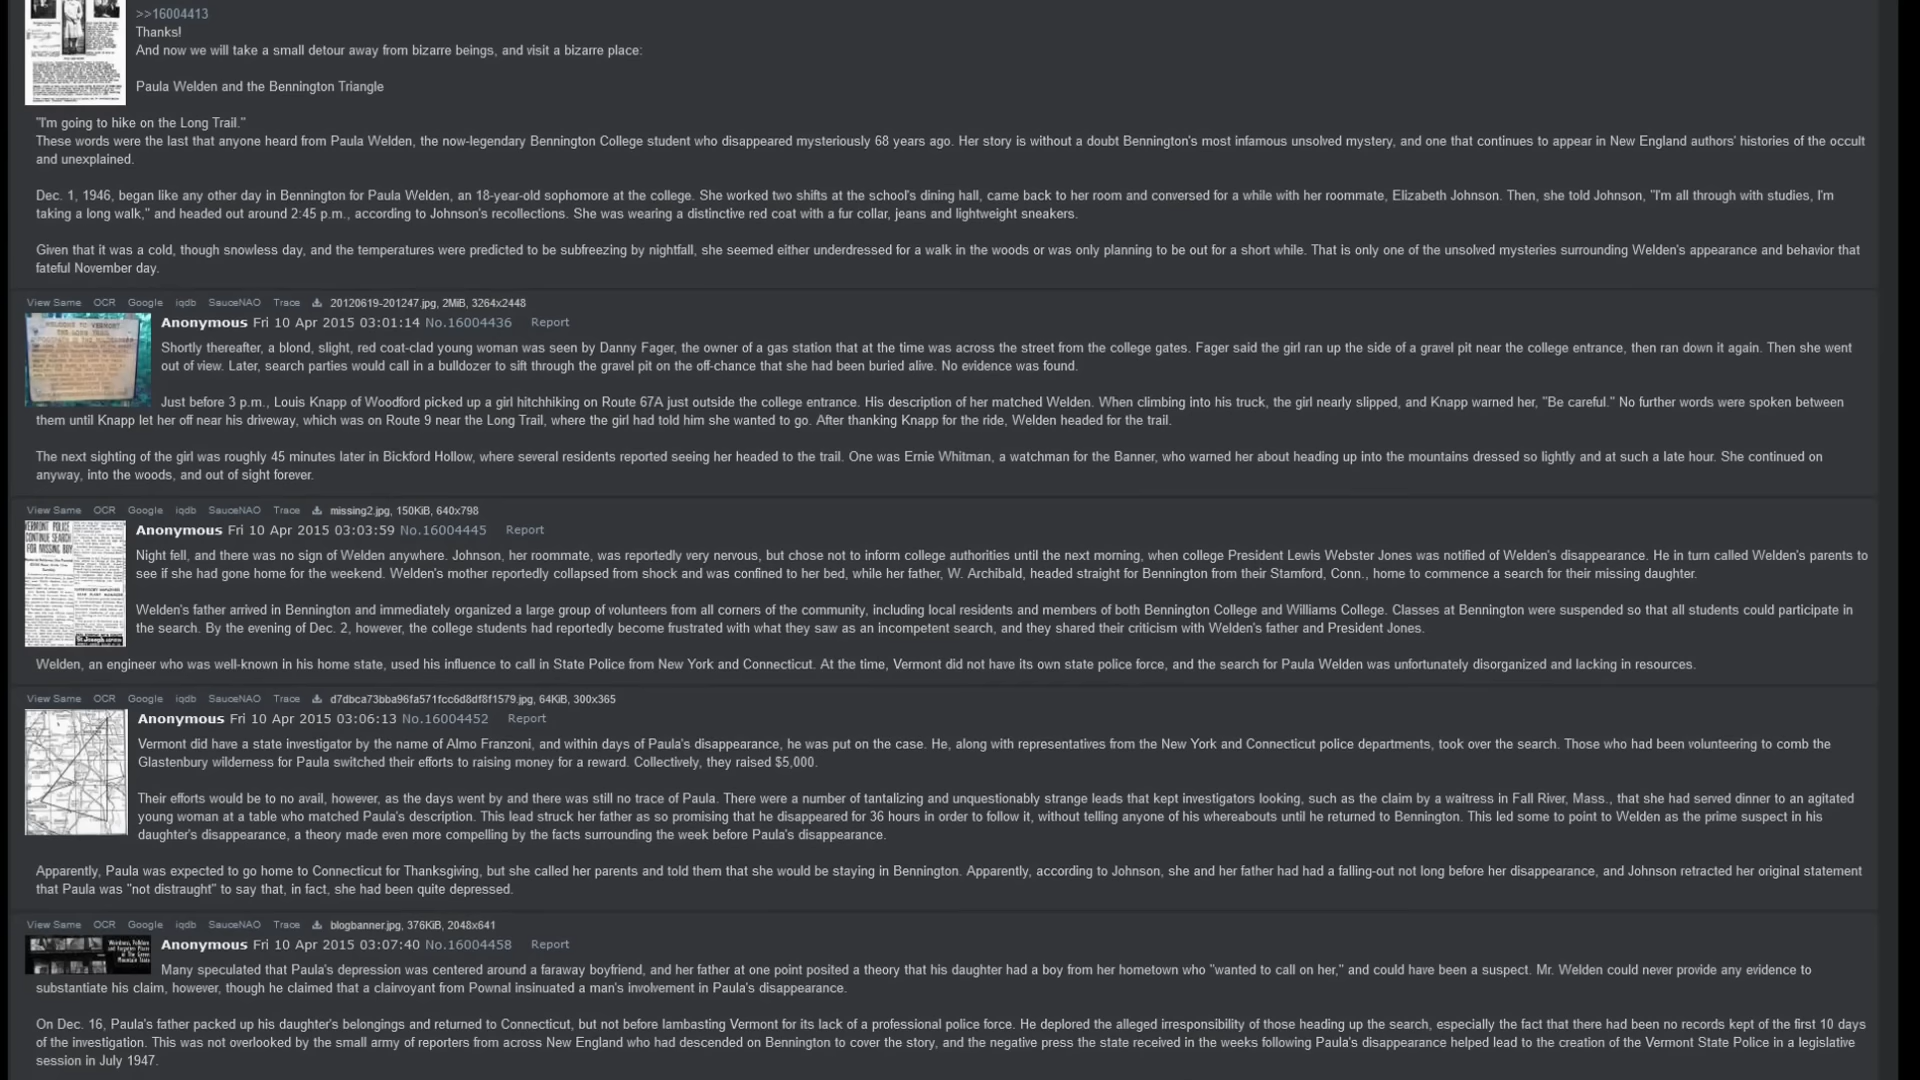 >>16004413
Thanks!
And now we will take a small detour away from bizarre beings, and visit a bizarre place:
Paula Welden and the Bennington Triangle
"I'm going to hike on the Long Trail."
These words were the last that anyone heard from Paula Welden, the now-legendary Bennington College student who disappeared mysteriously 68 years ago. Her story is without a doubt Bennington's most infamous unsolved mystery, and one that continues to appear in New England authors' histories of the occult
and unexplained.
Dec. 1, 1946, began like any other day in Bennington for Paula Welden, an 18-year-old sophomore at the college. She worked two shifts at the school's dining hall, came back to her room and conversed for a while with her roommate, Elizabeth Johnson. Then, she told Johnson, "I'm all through with studies, I'm
taking a long walk," and headed out around 2:45 p.m., according to Johnson's recollections. She was wearing a distinctive red coat with a fur collar, jeans and lightweight sneakers.
Given that it was a cold, though snowless day, and the temperatures were predicted to be subfreezing by nightfall, she seemed either underdressed for a walk in the woods or was only planning to be out for a short while. That is only one of the unsolved mysteries surrounding Welden's appearance and behavior that
fateful November day.
View Same OCR Google iqdb SauceNAO Trace 20120619-201247.jpg, 2MiB, 3264x2448
Anonymous Fri 10 Apr 2015 03:01:14 No.16004436 Report
WELCOME TO VERMONT
THE LONG TRAIL
Shortly thereafter, a blond, slight, red coat-clad young woman was seen by Danny Fager, the owner of a gas station that at the time was across the street from the college gates. Fager said the girl ran up the side of a gravel pit near the college entrance, then ran down it again. Then she went
out of view. Later, search parties would call in a bulldozer to sift through the gravel pit on the off-chance that she had been buried alive. No evidence was found.
Just before 3 p.m., Louis Knapp of Woodford picked up a girl hitchhiking on Route 67A just outside the college entrance. His description of her matched Welden. When climbing into his truck, the girl nearly slipped, and Knapp warned her, "Be careful." No further words were spoken between
them until Knapp let her off near his driveway, which was on Route 9 near the Long Trail, where the girl had told him she wanted to go. After thanking Knapp for the ride, Welden headed for the trail.
The next sighting of the girl was roughly 45 minutes later in Bickford Hollow, where several residents reported seeing her headed to the trail. One was Ernie Whitman, a watchman for the Banner, who warned her about heading up into the mountains dressed so lightly and at such a late hour. She continued on
anyway, into the woods, and out of sight forever.
View Same OCR Google iqdb SauceNAO Trace missing2.jpg, 150KiB, 640x798
Anonymous Fri 10 Apr 2015 03:03:59 No.16004445 Report
VERMONT POLICE
CONTINUE SEARCH
FOR MISSING BOY
Night fell, and there was no sign of Welden anywhere. Johnson, her roommate, was reportedly very nervous, but chose not to inform college authorities until the next morning, when college President Lewis Webster Jones was notified of Welden's disappearance. He in turn called Welden's parents to
see if she had gone home for the weekend. Welden's mother reportedly collapsed from shock and was confined to her bed, while her father, W. Archibald, headed straight for Bennington from their Stamford, Conn., home to commence a search for their missing daughter.
Welden's father arrived in Bennington and immediately organized a large group of volunteers from all corners of the community, including local residents and members of both Bennington College and Williams College. Classes at Bennington were suspended so that all students could participate in
the search. By the evening of Dec. 2, however, the college students had reportedly become frustrated with what they saw as an incompetent search, and they shared their criticism with Welden's father and President Jones.
Welden, an engineer who was well-known in his home state, used his influence to call in State Police from New York and Connecticut. At the time, Vermont did not have its own state police force, and the search for Paula Welden was unfortunately disorganized and lacking in resources.
View Same OCR Google iqdb SauceNAO Trace d7dbca73bba96fa571fcc6d8df8f1579.jpg, 64KiB, 300x365
Anonymous Fri 10 Apr 2015 03:06:13 No.16004452 Report
Vermont did have a state investigator by the name of Almo Franzoni, and within days of Paula's disappearance, he was put on the case. He, along with representatives from the New York and Connecticut police departments, took over the search. Those who had been volunteering to comb the
Glastenbury wilderness for Paula switched their efforts to raising money for a reward. Collectively, they raised $5,000.
Their efforts would be to no avail, however, as the days went by and there was still no trace of Paula. There were a number of tantalizing and unquestionably strange leads that kept investigators looking, such as the claim by a waitress in Fall River, Mass., that she had served dinner to an agitated
young woman at a table who matched Paula's description. This lead struck her father as so promising that he disappeared for 36 hours in order to follow it, without telling anyone of his whereabouts until he returned to Bennington. This led some to point to Welden as the prime suspect in his
daughter's disappearance, a theory made even more compelling by the facts surrounding the week before Paula's disappearance.
Apparently, Paula was expected to go home to Connecticut for Thanksgiving, but she called her parents and told them that she would be staying in Bennington. Apparently, according to Johnson, she and her father had had a falling-out not long before her disappearance, and Johnson retracted her original statement
that Paula was "not distraught" to say that, in fact, she had been quite depressed.
View Same OCR Google iqdb SauceNAO Trace blogbanner.jpg, 376KiB, 2048x641
Anonymous Fri 10 Apr 2015 03:07:40 No.16004458 Report
Many speculated that Paula's depression was centered around a faraway boyfriend, and her father at one point posited a theory that his daughter had a boy from her hometown who "wanted to call on her," and could have been a suspect. Mr. Welden could never provide any evidence to
substantiate his claim, however, though he claimed that a clairvoyant from Pownal insinuated a man's involvement in Paula's disappearance.
On Dec. 16, Paula's father packed up his daughter's belongings and returned to Connecticut, but not before lambasting Vermont for its lack of a professional police force. He deplored the alleged irresponsibility of those heading up the search, especially the fact that there had been no records kept of the first 10 days
of the investigation. This was not overlooked by the small army of reporters from across New England who had descended on Bennington to cover the story, and the negative press the state received in the weeks following Paula's disappearance helped lead to the creation of the Vermont State Police in a legislative
session in July 1947.